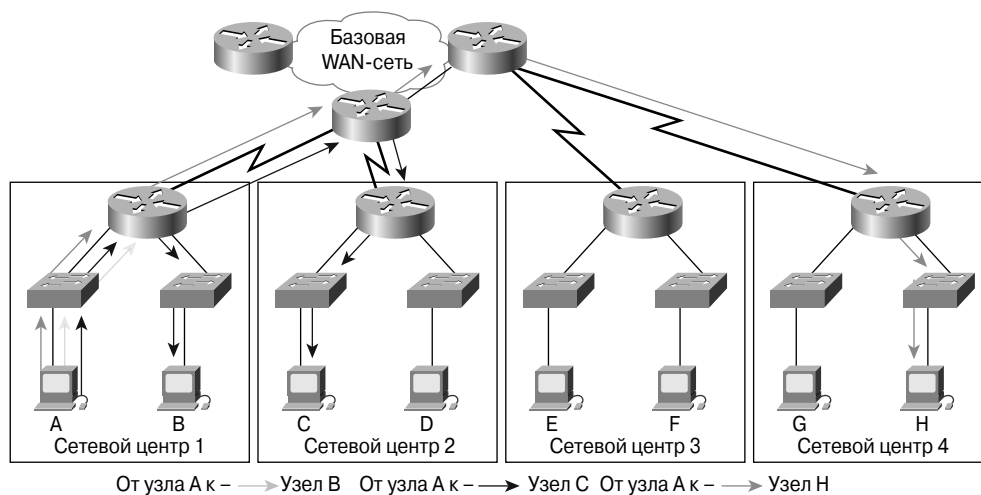 Базовая
WAN-сеть
A
B
C
D
E
F
G
H
Сетевой центр 1
Сетевой центр 2
Сетевой центр 3
Сетевой центр 4
От узла A к – Узел B От узла A к – Узел C От узла A к – Узел H